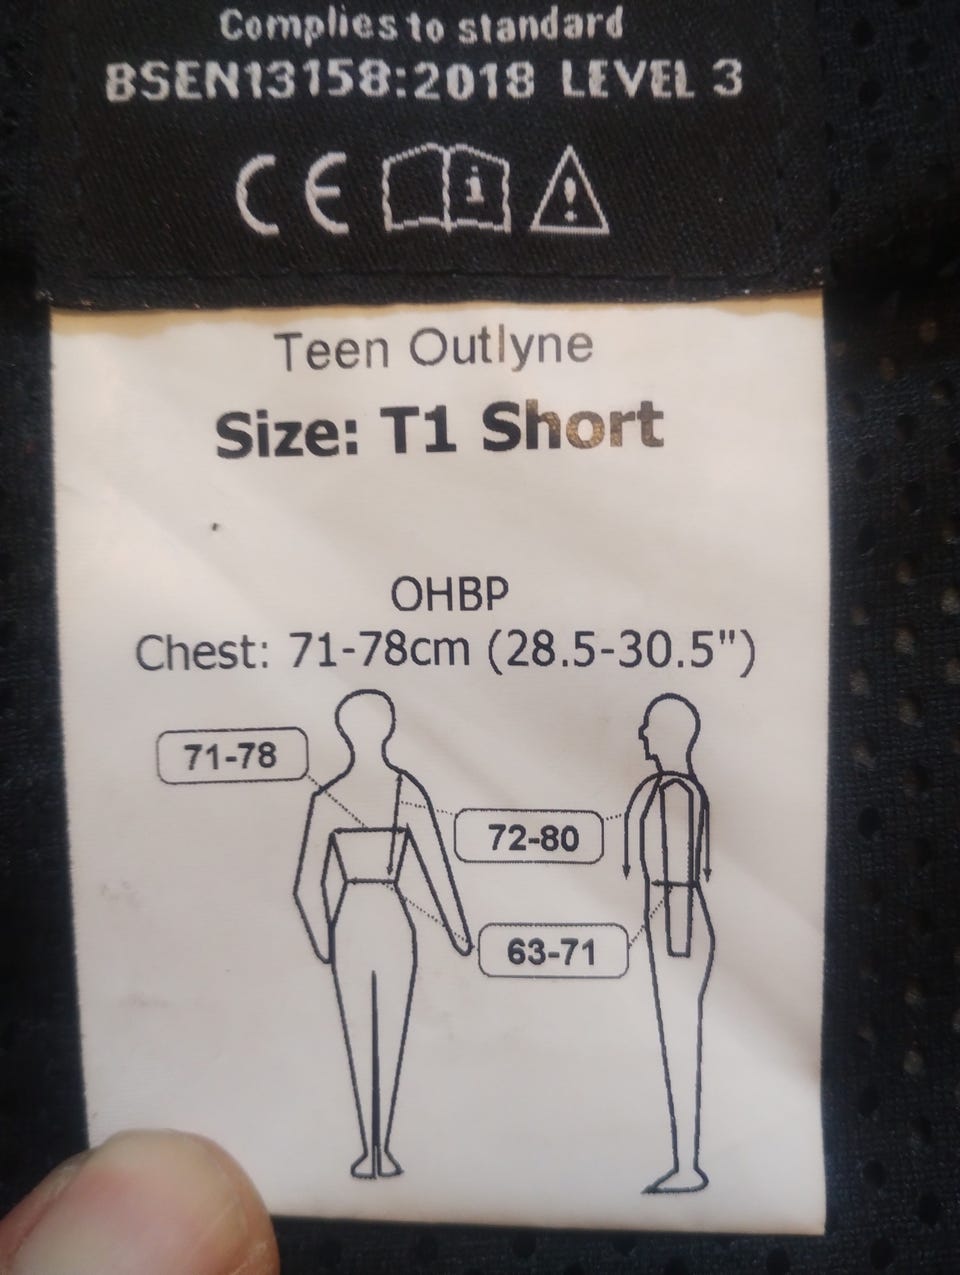 Complies to standard
BSEN13158:2018 LEVEL 3
CE i !
Teen Outlyne
Size: T1 Short
OHBP
Chest: 71-78cm (28.5-30.5")
71-78
72-80
63-71